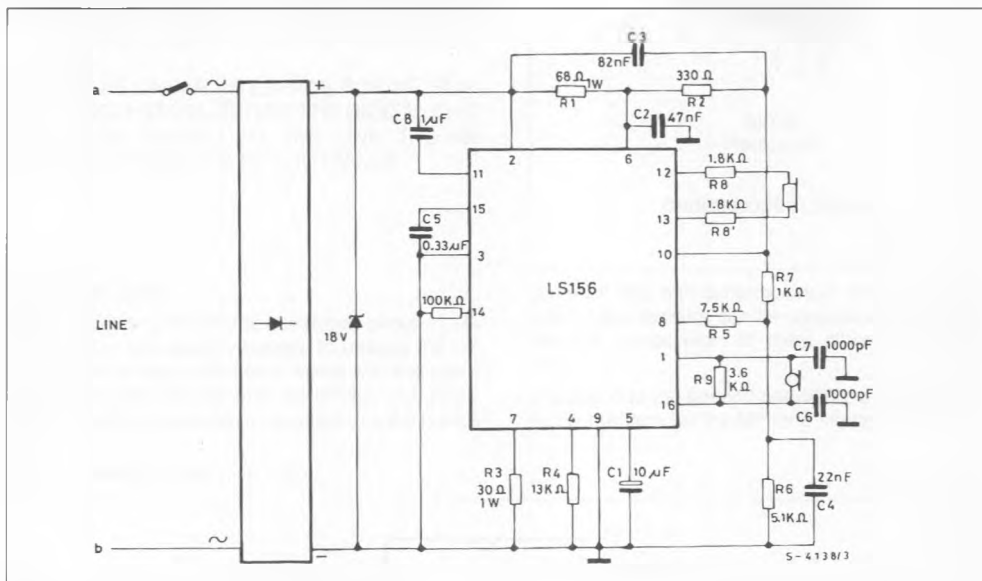 C3
82nF
a
~
+
68Ω
1W
R1
330Ω
R2
C8
1µF
C2
47nF
2
6
11
12
1.8KΩ
R8
15
C5
0.33µF
3
13
1.8KΩ
R8'
10
LS156
R7
1KΩ
100KΩ
14
7.5KΩ
8
R5
LINE
18V
C7
1000pF
1
R9
3.6
KΩ
16
1000pF
C6
7
4
9
5
R3
30Ω
1W
R4
13KΩ
C1
10µF
R6
5.1KΩ
22nF
C4
b
~
-
S-4138/3